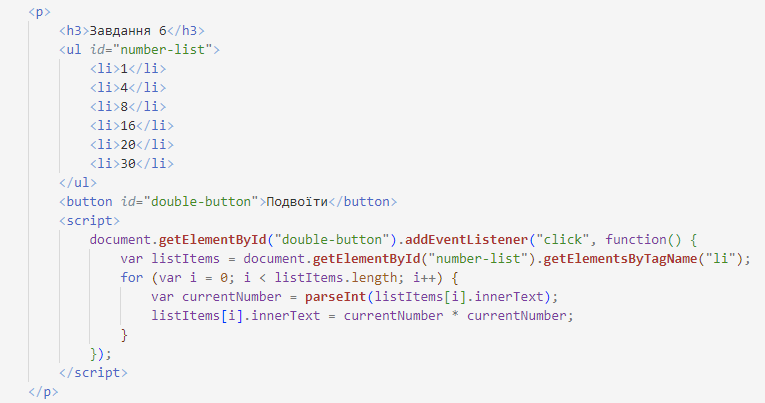 <p>
<h3>Завдання 6</h3>
<ul id="number-list">
<li>1</li>
<li>4</li>
<li>8</li>
<li>16</li>
<li>20</li>
<li>30</li>
</ul>
<button id="double-button">Подвоїти</button>
<script>
document.getElementById("double-button").addEventListener("click", function() {
var listItems = document.getElementById("number-list").getElementsByTagName("li");
for (var i = 0; i < listItems.length; i++) {
var currentNumber = parseInt(listItems[i].innerText);
listItems[i].innerText = currentNumber * currentNumber;
}
});
</script>
</p>